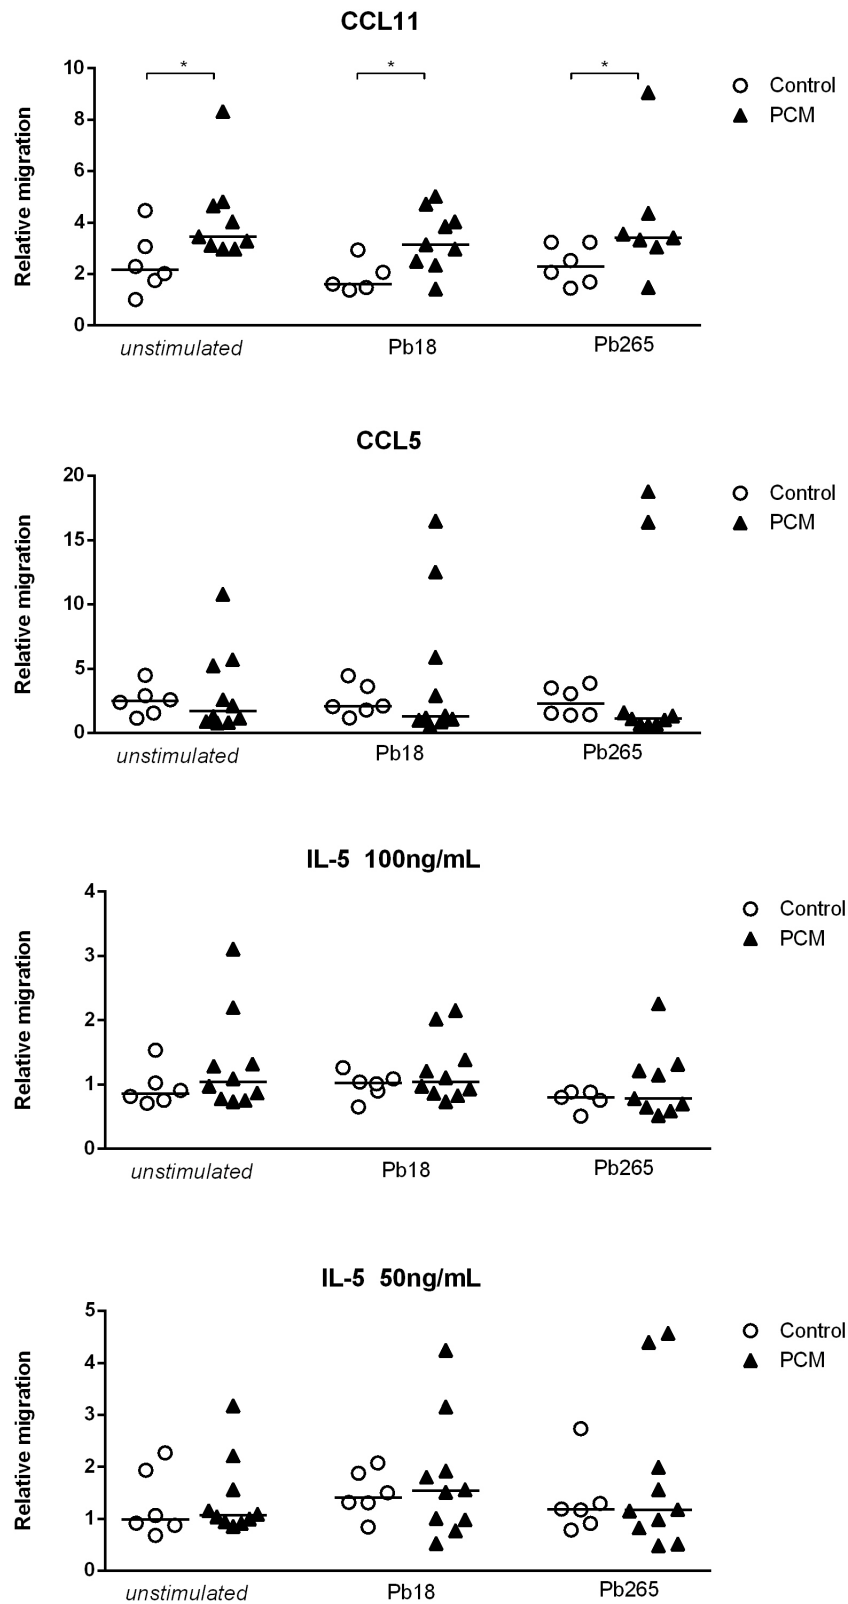 CCL11
* * *
10
8
6
4
2
0
Relative migration
Control
PCM
unstimulated Pb18 Pb265
CCL5
20
15
10
5
0
Relative migration
Control
PCM
unstimulated Pb18 Pb265
IL-5 100ng/mL
4
3
2
1
0
Relative migration
Control
PCM
unstimulated Pb18 Pb265
IL-5 50ng/mL
5
4
3
2
1
0
Relative migration
Control
PCM
unstimulated Pb18 Pb265